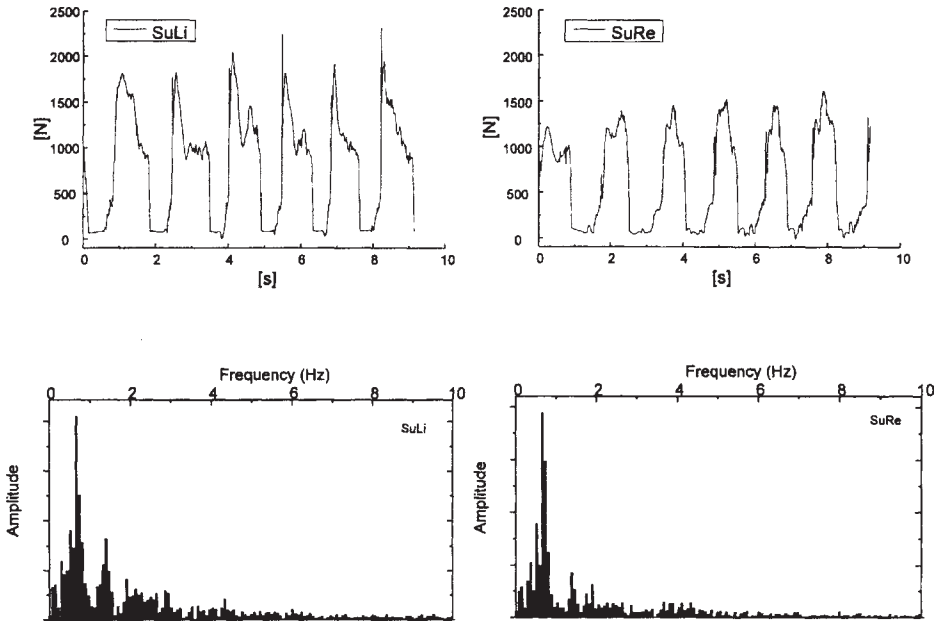 2500
SuLi
2000
1500
[N]
1000
500
0
0 2 4 6 8 10
[s]
2500
SuRe
2000
1500
[N]
1000
500
0
0 2 4 6 8 10
[s]
Frequency (Hz)
0 2 4 6 8 10
SuLi
Amplitude
Frequency (Hz)
0 2 4 6 8 10
SuRe
Amplitude